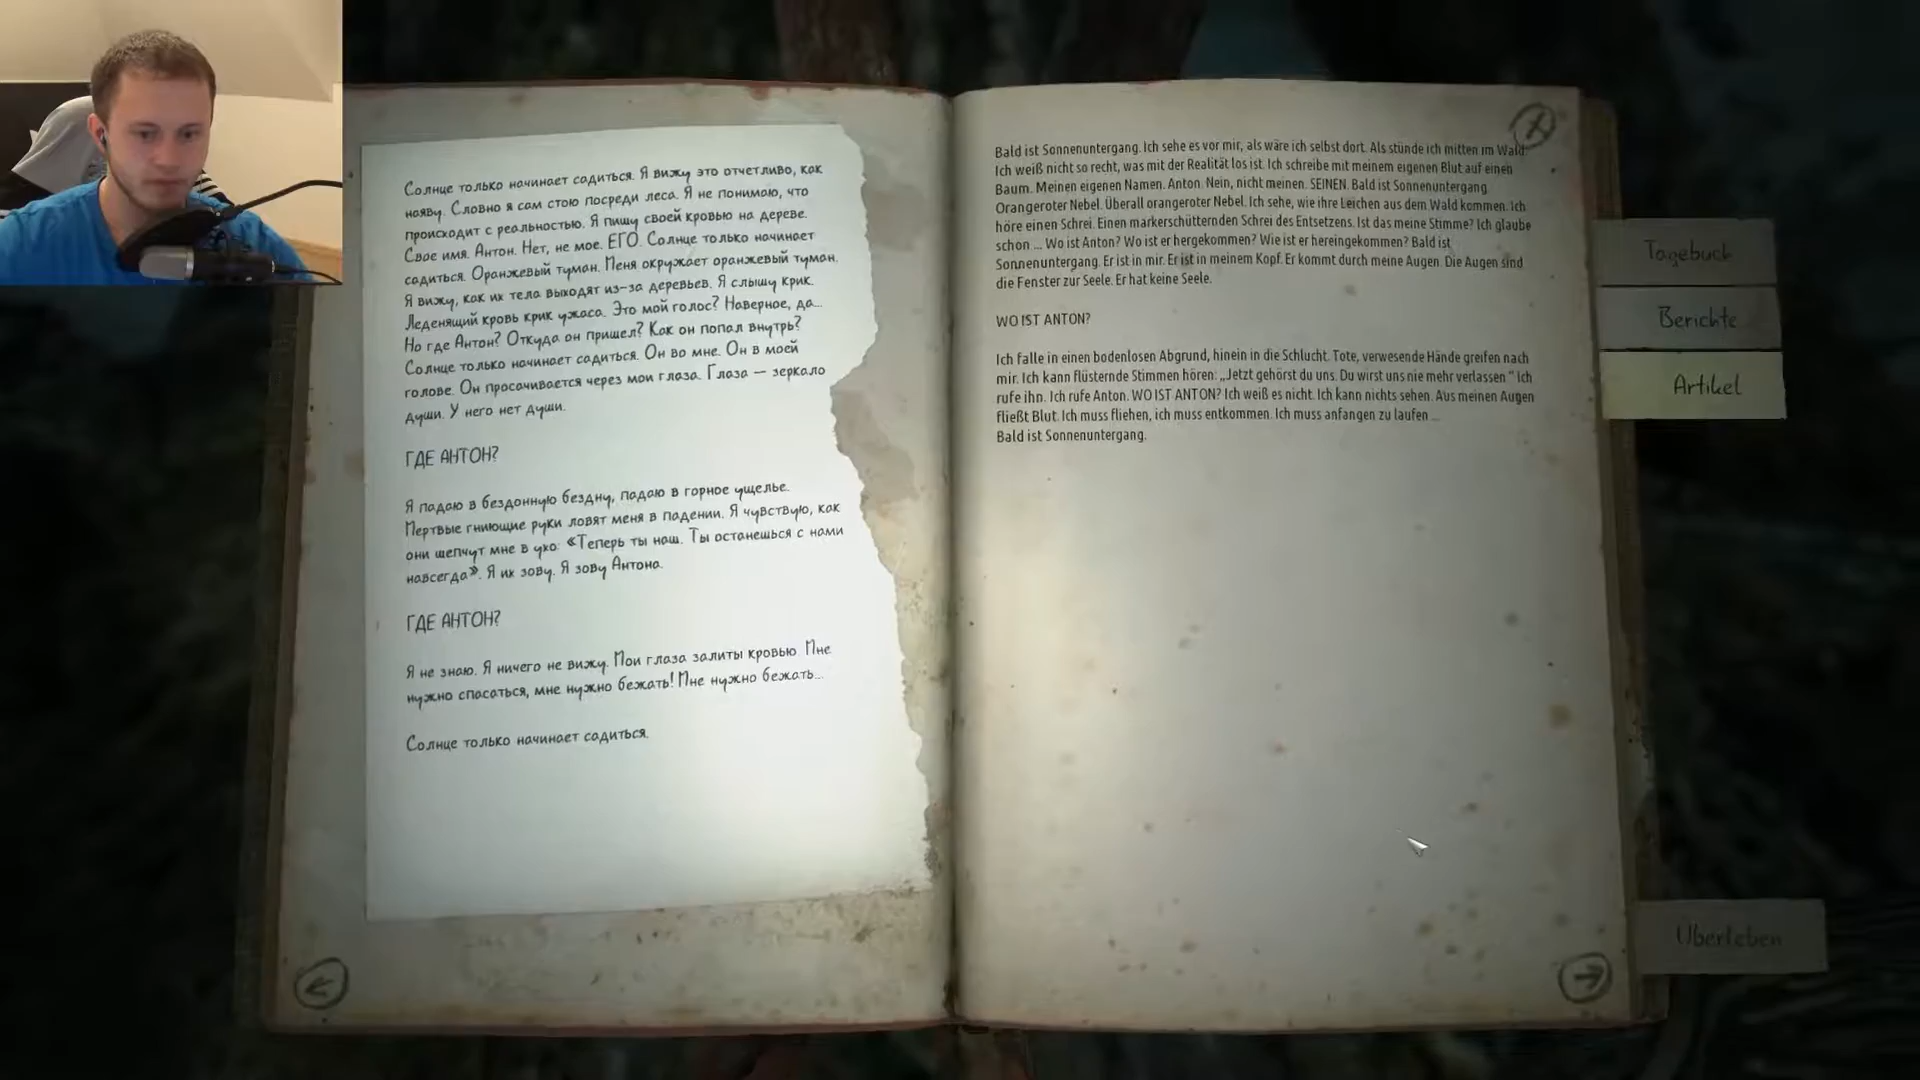 Солнце только начинает садиться. Я вижу это отчетливо, как
наяву. Словно я сам стою посреди леса. Я не понимаю, что
происходит с реальностью. Я пишу своей кровью на дереве.
Свое имя. Антон. Нет, не мое. ЕГО. Солнце только начинает
садиться. Оранжевый туман. Меня окружает оранжевый туман.
Я вижу, как их тела выходят из-за деревьев. Я слышу крик.
Леденящий кровь крик ужаса. Это мой голос? Наверное, да...
Но где Антон? Откуда он пришел? Как он попал внутрь?
Солнце только начинает садиться. Он во мне. Он в моей
голове. Он просачивается через мои глаза. Глаза — зеркало
души. У него нет души.
ГДЕ АНТОН?
Я падаю в бездонную бездну, падаю в горное ущелье.
Мертвые гниющие руки ловят меня в падении. Я чувствую, как
они шепчут мне в ухо: «Теперь ты наш. Ты останешься с нами
навсегда». Я их зову. Я зову Антона.
ГДЕ АНТОН?
Я не знаю. Я ничего не вижу. Мои глаза залиты кровью. Мне
нужно спасаться, мне нужно бежать! Мне нужно бежать...
Солнце только начинает садиться.
Bald ist Sonnenuntergang. Ich sehe es vor mir, als wäre ich selbst dort. Als stünde ich mitten im Wald.
Ich weiß nicht so recht, was mit der Realität los ist. Ich schreibe mit meinem eigenen Blut auf einen
Baum. Meinen eigenen Namen. Anton. Nein, nicht meinen. SEINEN. Bald ist Sonnenuntergang.
Orangeroter Nebel. Überall orangeroter Nebel. Ich sehe, wie ihre Leichen aus dem Wald kommen. Ich
höre einen Schrei. Einen markerschütternden Schrei des Entsetzens. Ist das meine Stimme? Ich glaube
schon ... Wo ist Anton? Wo ist er hergekommen? Wie ist er hereingekommen? Bald ist
Sonnenuntergang. Er ist in mir. Er ist in meinem Kopf. Er kommt durch meine Augen. Die Augen sind
die Fenster zur Seele. Er hat keine Seele.
WO IST ANTON?
Ich falle in einen bodenlosen Abgrund, hinein in die Schlucht. Tote, verwesende Hände greifen nach
mir. Ich kann flüsternde Stimmen hören: „Jetzt gehörst du uns. Du wirst uns nie mehr verlassen.“ Ich
rufe ihn. Ich rufe Anton. WO IST ANTON? Ich weiß es nicht. Ich kann nichts sehen. Aus meinen Augen
fließt Blut. Ich muss fliehen, ich muss entkommen. Ich muss anfangen zu laufen ...
Bald ist Sonnenuntergang.
Tagebuch
Berichte
Artikel
Überleben